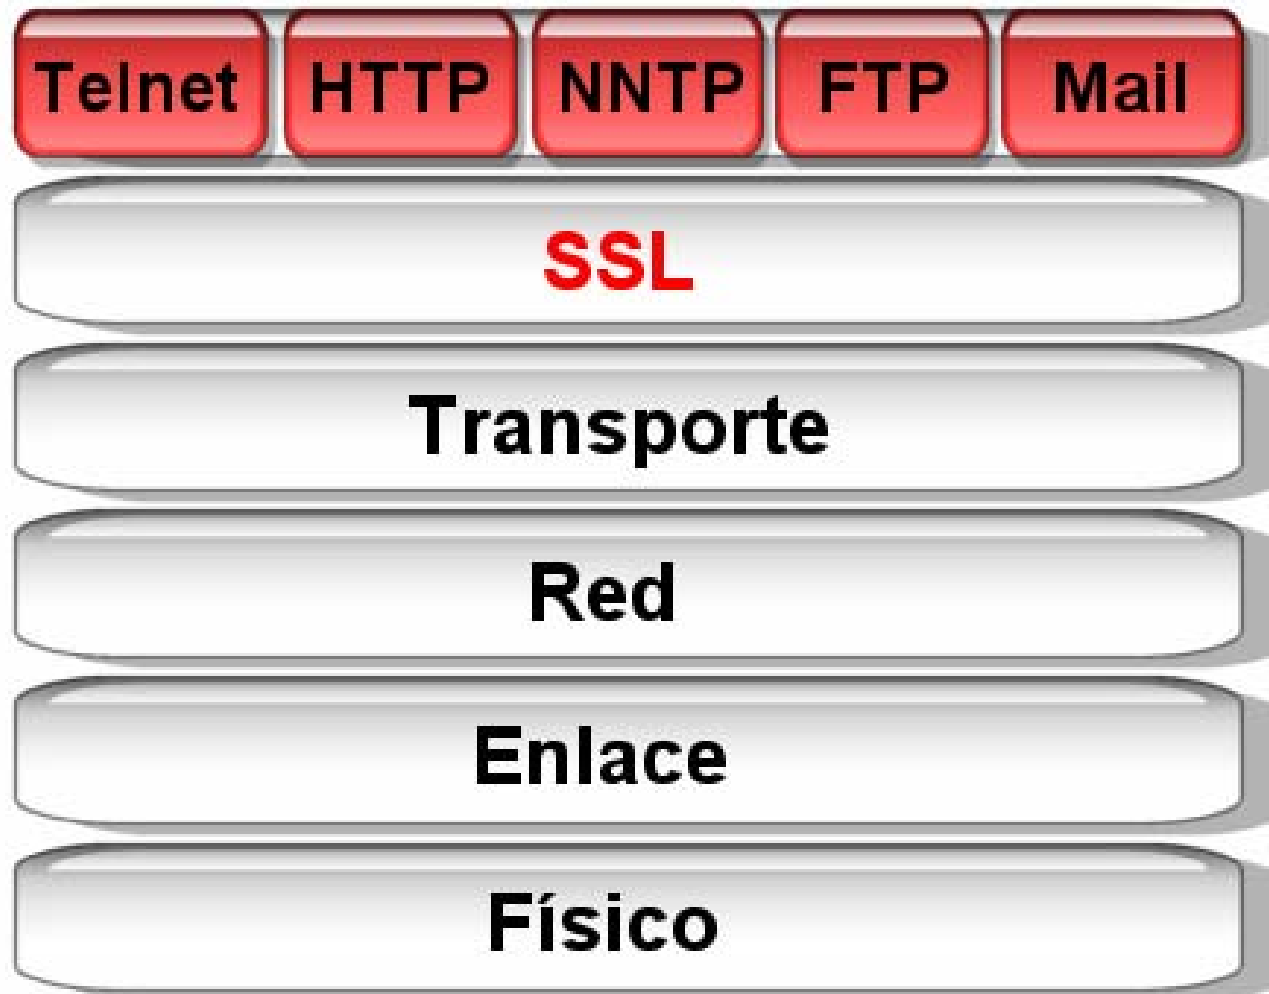 Telnet HTTP NNTP FTP Mail
SSL
Transporte
Red
Enlace
Físico